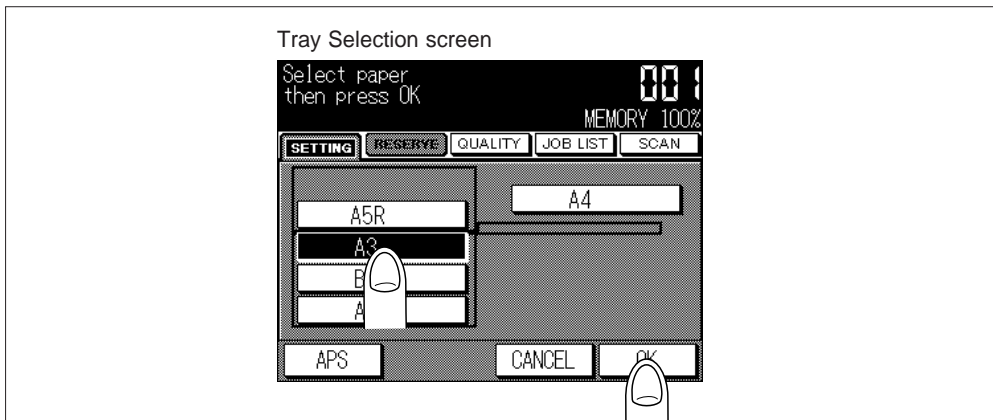 Tray Selection screen
Select paper
then press OK
001
MEMORY 100%
SETTING RESERVE QUALITY JOB LIST SCAN
A4
A5R
A3
B
A
APS CANCEL OK